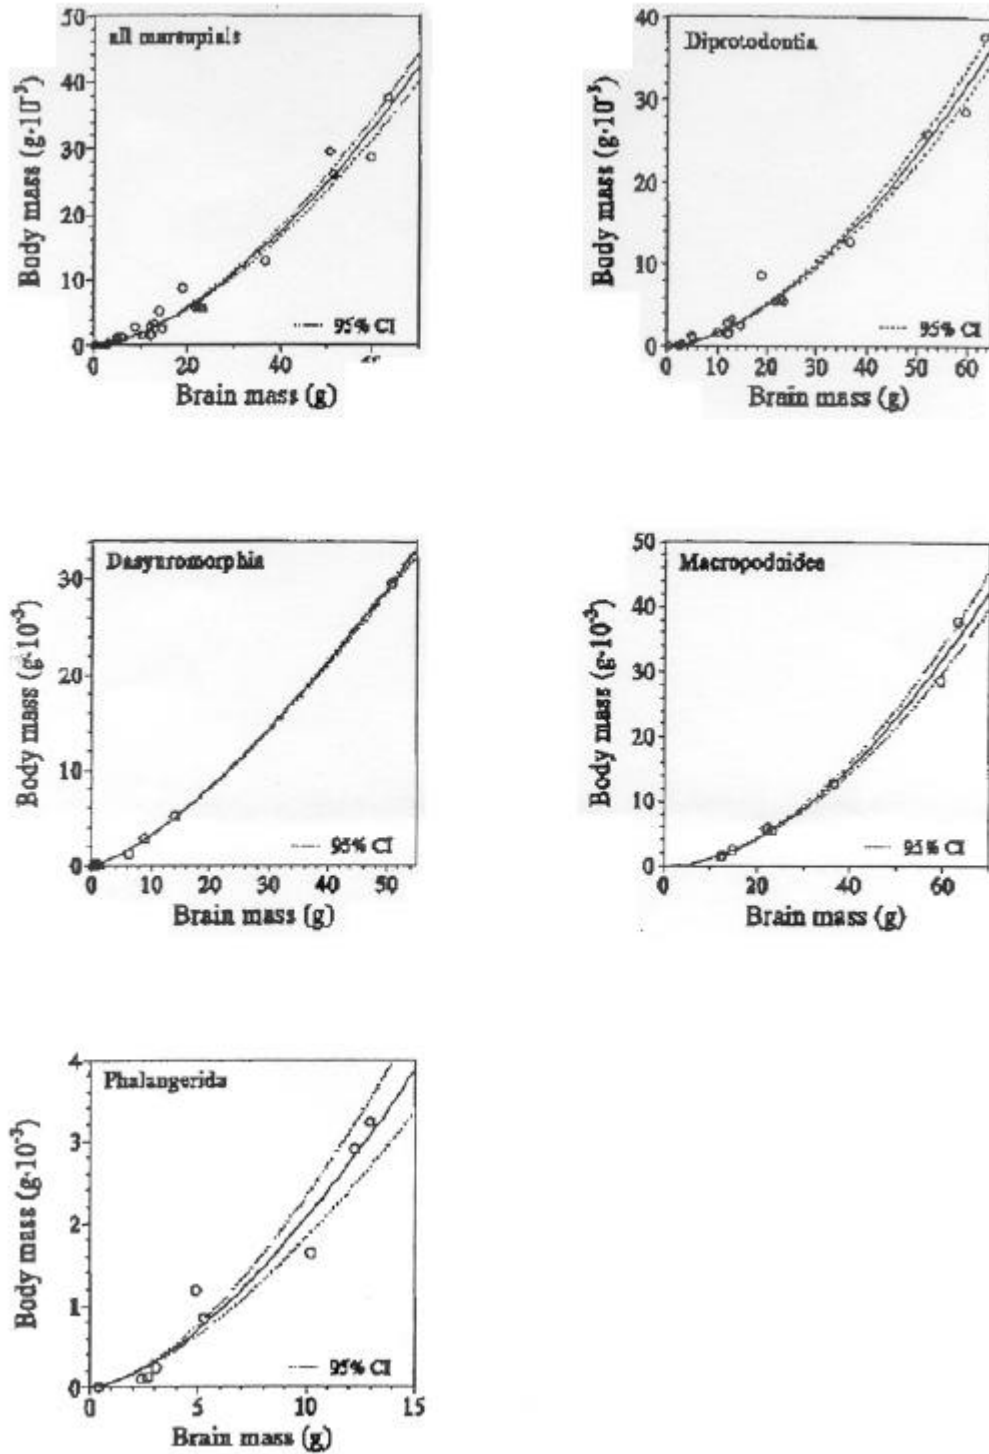 50 40
all marsupials Diprotodontia
40
30
30
20
20
10
10
95% CI 95% CI
0 0
20 40 0 10 20 30 40 50 60
Brain mass (g) Brain mass (g)
Body mass (g·10⁻³) Body mass (g·10⁻³)
50
Dasyuromorphia Macropodoidea
30 40
30
20
20
10
10
95% CI 95% CI
0 0
0 10 20 30 40 50 0 20 40 60
Brain mass (g) Brain mass (g)
Body mass (g·10⁻³) Body mass (g·10⁻³)
4
Phalangerida
3
2
1
95% CI
0
0 5 10 15
Brain mass (g)
Body mass (g·10⁻³)